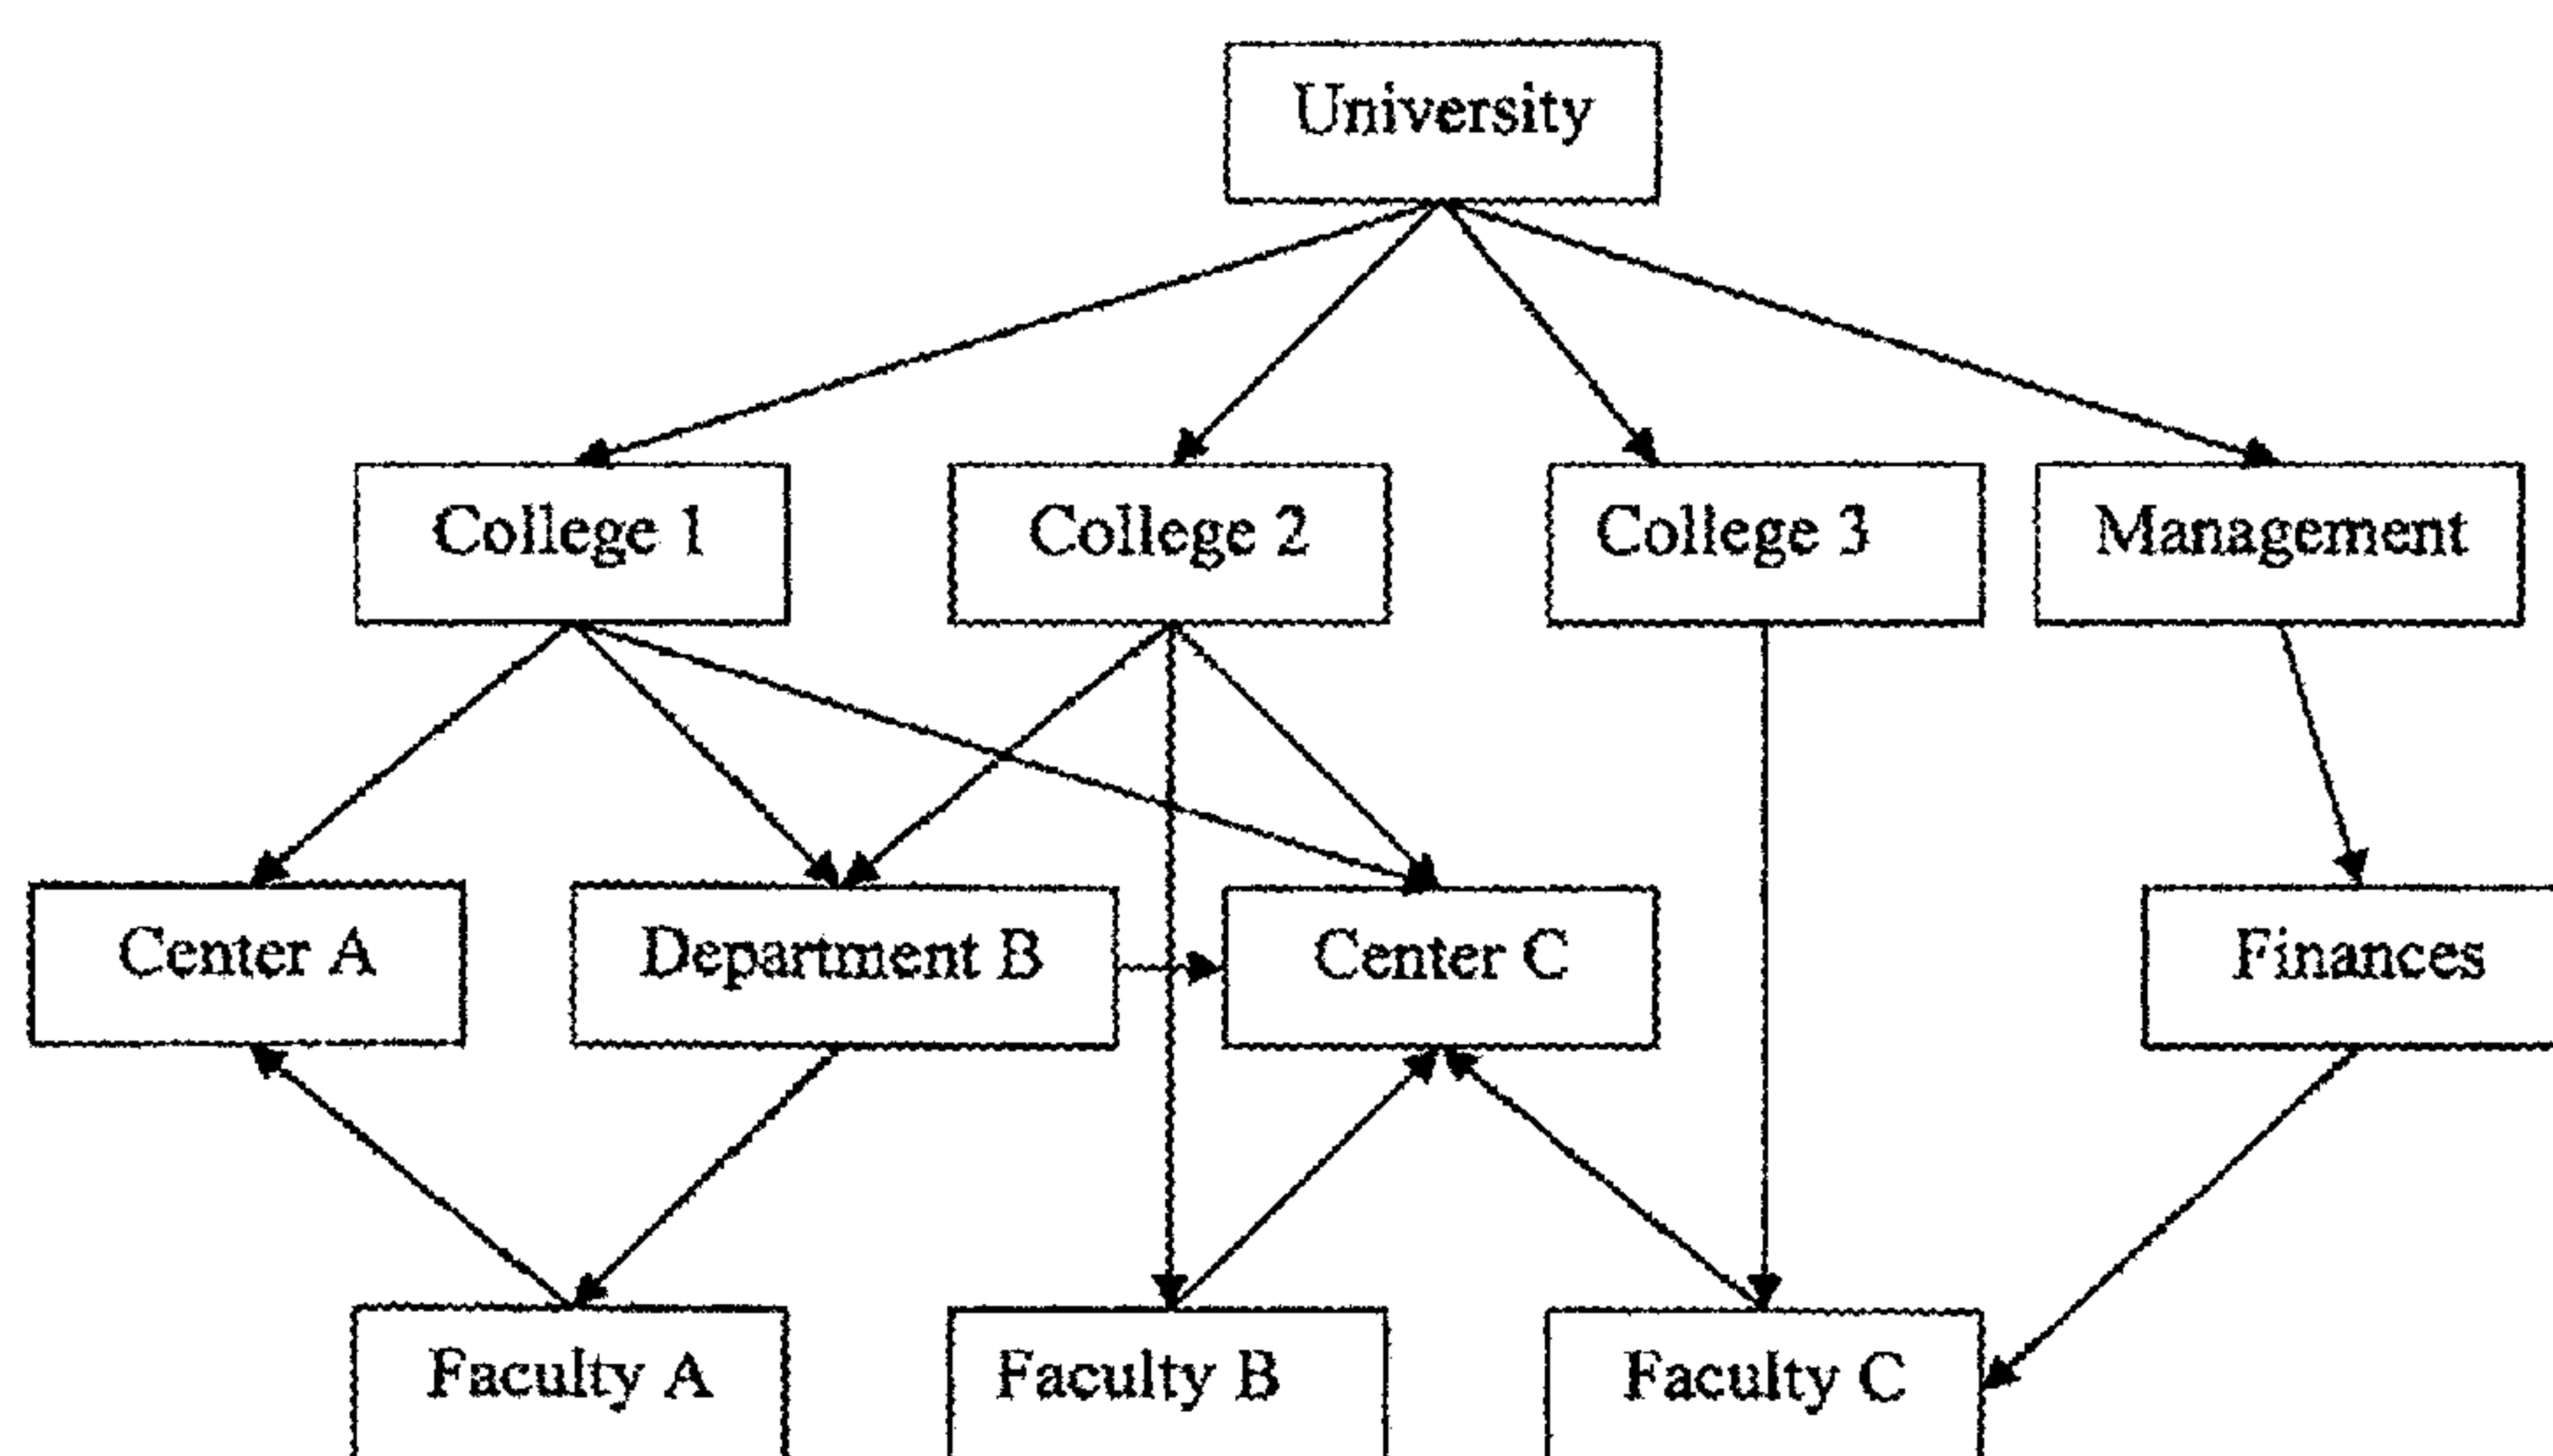 University
College 1
College 2
College 3
Management
Center A
Department B
Center C
Finances
Faculty A
Faculty B
Faculty C